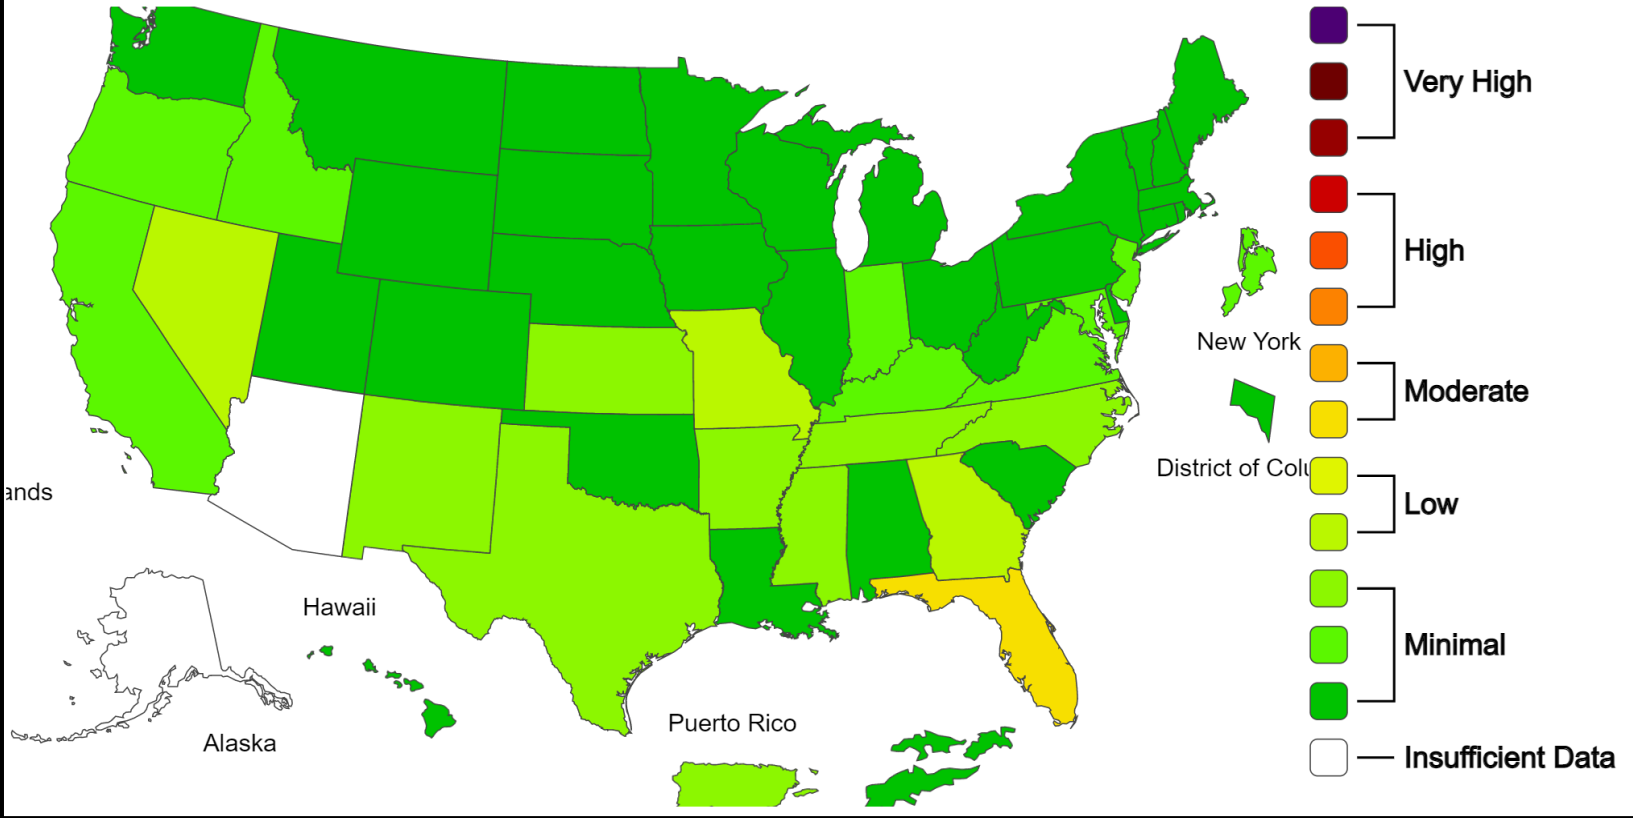 Very High
High
New York
Moderate
District of Colu
ands
Low
Hawaii
Minimal
Puerto Rico
Alaska
Insufficient Data